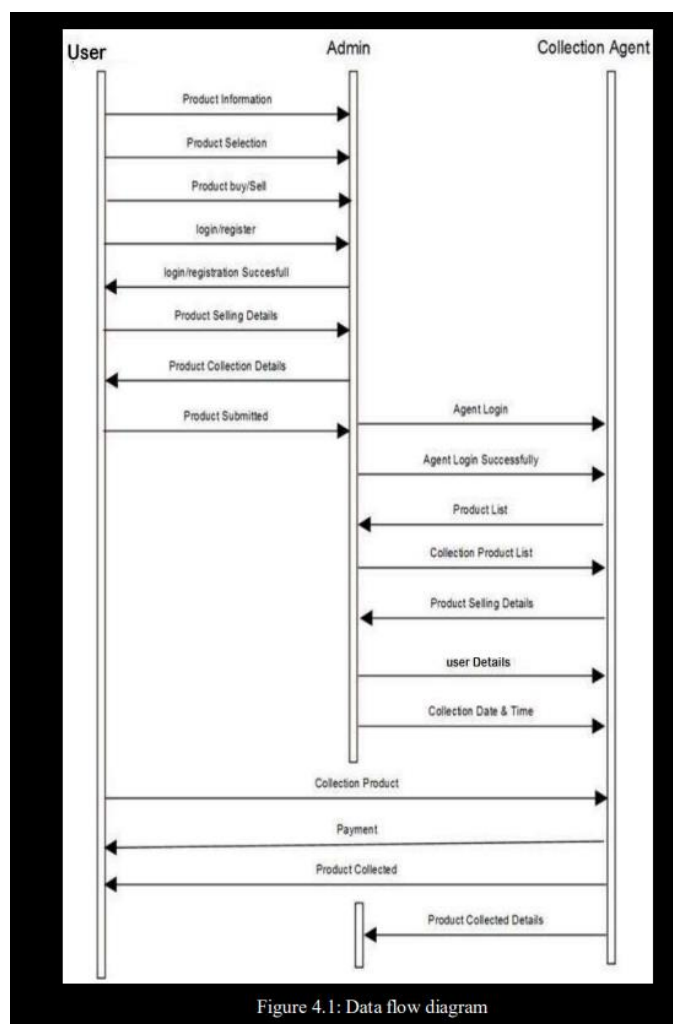 User
Admin
Collection Agent
Product Information
Product Selection
Product buy/Sell
login/register
login/registration Succesfull
Product Selling Details
Product Collection Details
Product Submitted
Agent Login
Agent Login Successfully
Product List
Collection Product List
Product Selling Details
user Details
Collection Date & Time
Collection Product
Payment
Product Collected
Product Collected Details
Figure 4.1: Data flow diagram